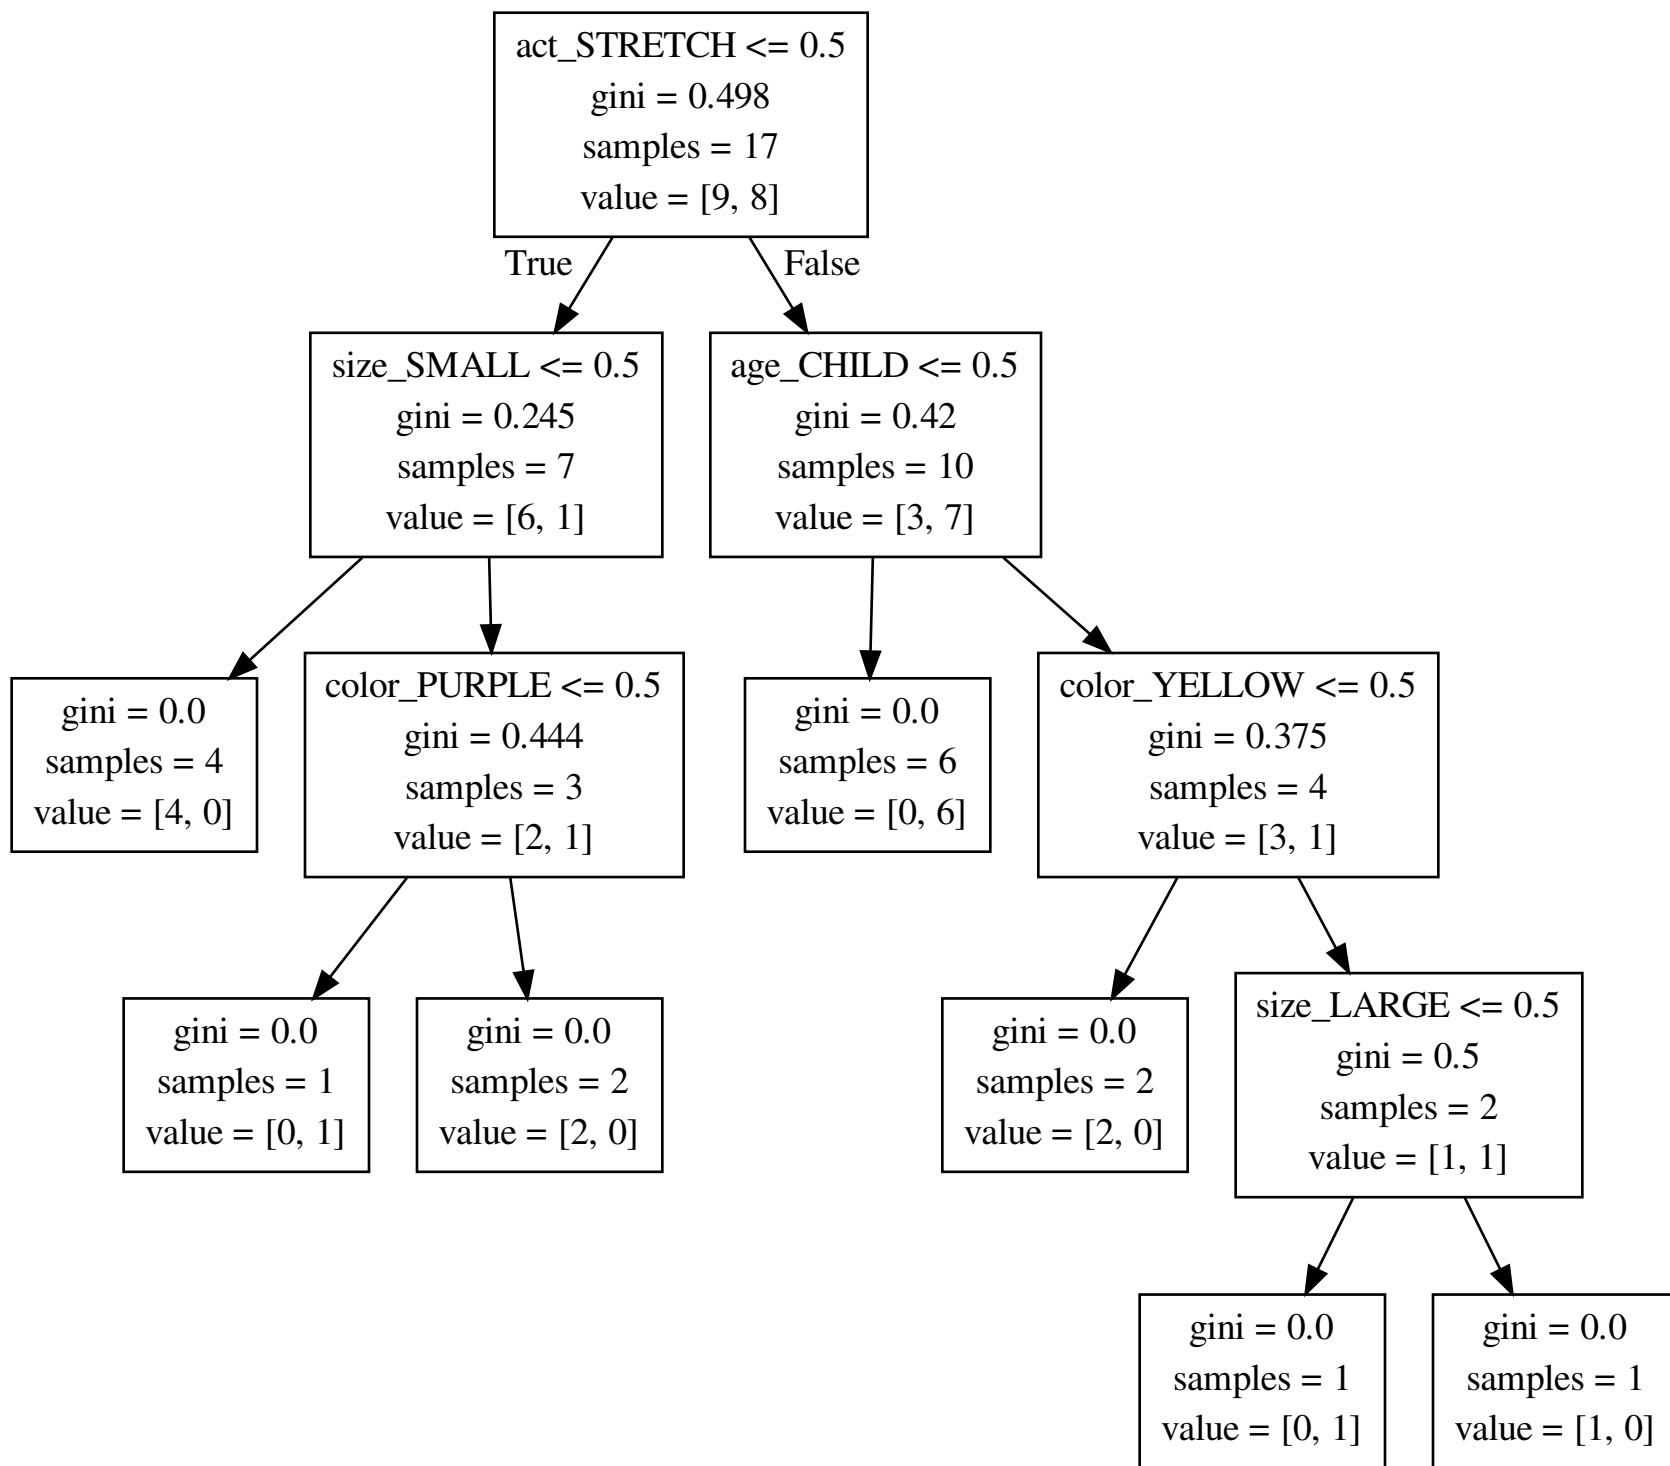 act_STRETCH <= 0.5
gini = 0.498
samples = 17
value = [9, 8]
True
False
size_SMALL <= 0.5
gini = 0.245
samples = 7
value = [6, 1]
age_CHILD <= 0.5
gini = 0.42
samples = 10
value = [3, 7]
gini = 0.0
samples = 4
value = [4, 0]
color_PURPLE <= 0.5
gini = 0.444
samples = 3
value = [2, 1]
gini = 0.0
samples = 6
value = [0, 6]
color_YELLOW <= 0.5
gini = 0.375
samples = 4
value = [3, 1]
gini = 0.0
samples = 1
value = [0, 1]
gini = 0.0
samples = 2
value = [2, 0]
gini = 0.0
samples = 2
value = [2, 0]
size_LARGE <= 0.5
gini = 0.5
samples = 2
value = [1, 1]
gini = 0.0
samples = 1
value = [0, 1]
gini = 0.0
samples = 1
value = [1, 0]